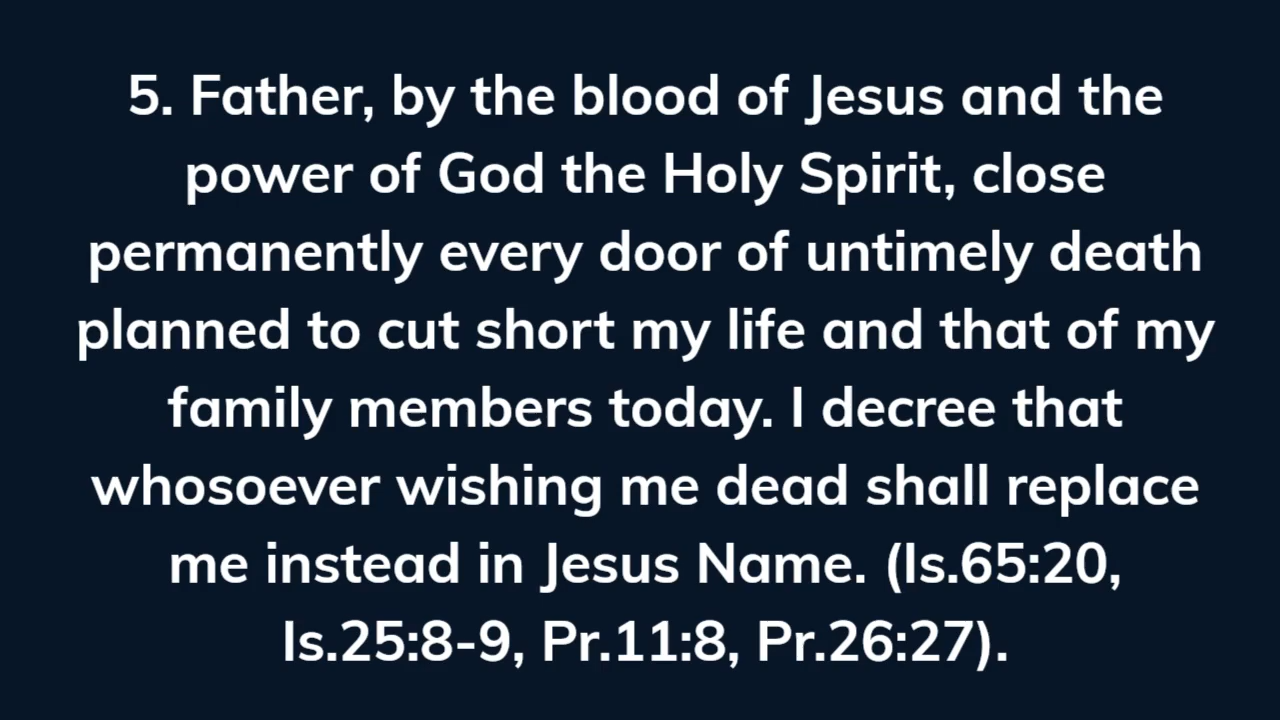 5. Father, by the blood of Jesus and the
power of God the Holy Spirit, close
permanently every door of untimely death
planned to cut short my life and that of my
family members today. I decree that
whosoever wishing me dead shall replace
me instead in Jesus Name. (Is.65:20,
Is.25:8-9, Pr.11:8, Pr.26:27).